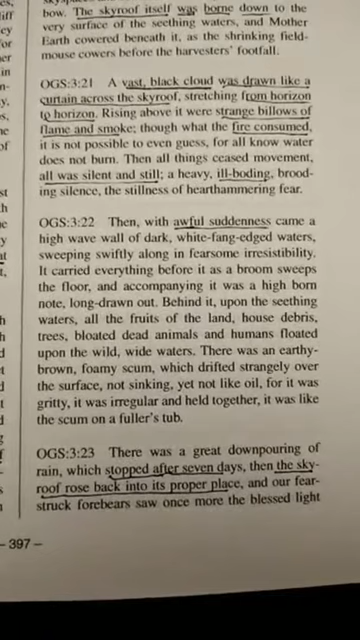 bow. The skyroof itself was borne down to the
very surface of the seething waters, and Mother
Earth cowered beneath it, as the shrinking field-
mouse cowers before the harvesters' footfall.
OGS:3:21 A vast, black cloud was drawn like a
curtain across the skyroof, stretching from horizon
to horizon. Rising above it were strange billows of
flame and smoke; though what the fire consumed,
it is not possible to even guess, for all know water
does not burn. Then all things ceased movement,
all was silent and still; a heavy, ill-boding, brood-
ing silence, the stillness of hearthammering fear.
OGS:3:22 Then, with awful suddenness came a
high wave wall of dark, white-fang-edged waters,
sweeping swiftly along in fearsome irresistibility.
It carried everything before it as a broom sweeps
the floor, and accompanying it was a high born
note, long-drawn out. Behind it, upon the seething
waters, all the fruits of the land, house debris,
trees, bloated dead animals and humans floated
upon the wild, wide waters. There was an earthy-
brown, foamy scum, which drifted strangely over
the surface, not sinking, yet not like oil, for it was
gritty, it was irregular and held together, it was like
the scum on a fuller's tub.
OGS:3:23 There was a great downpouring of
rain, which stopped after seven days, then the sky-
roof rose back into its proper place, and our fear-
struck forebears saw once more the blessed light
– 397 –